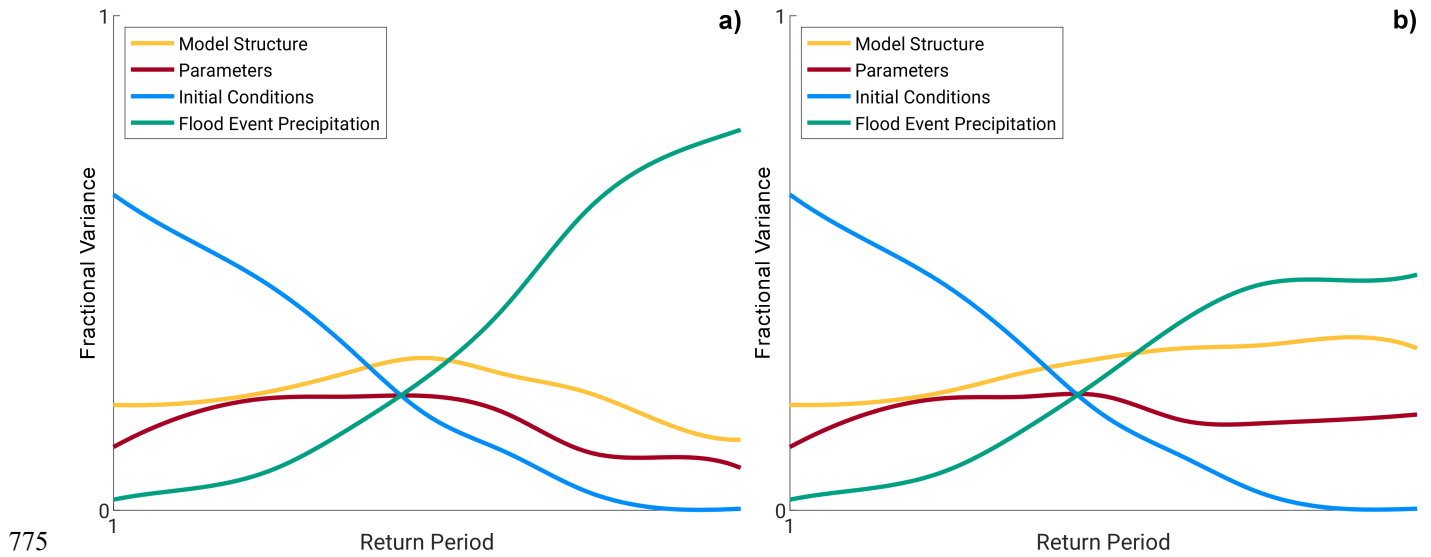 1
a)
Model Structure
Parameters
Initial Conditions
Flood Event Precipitation
Fractional Variance
0
1
Return Period
1
b)
Model Structure
Parameters
Initial Conditions
Flood Event Precipitation
Fractional Variance
0
1
Return Period
775